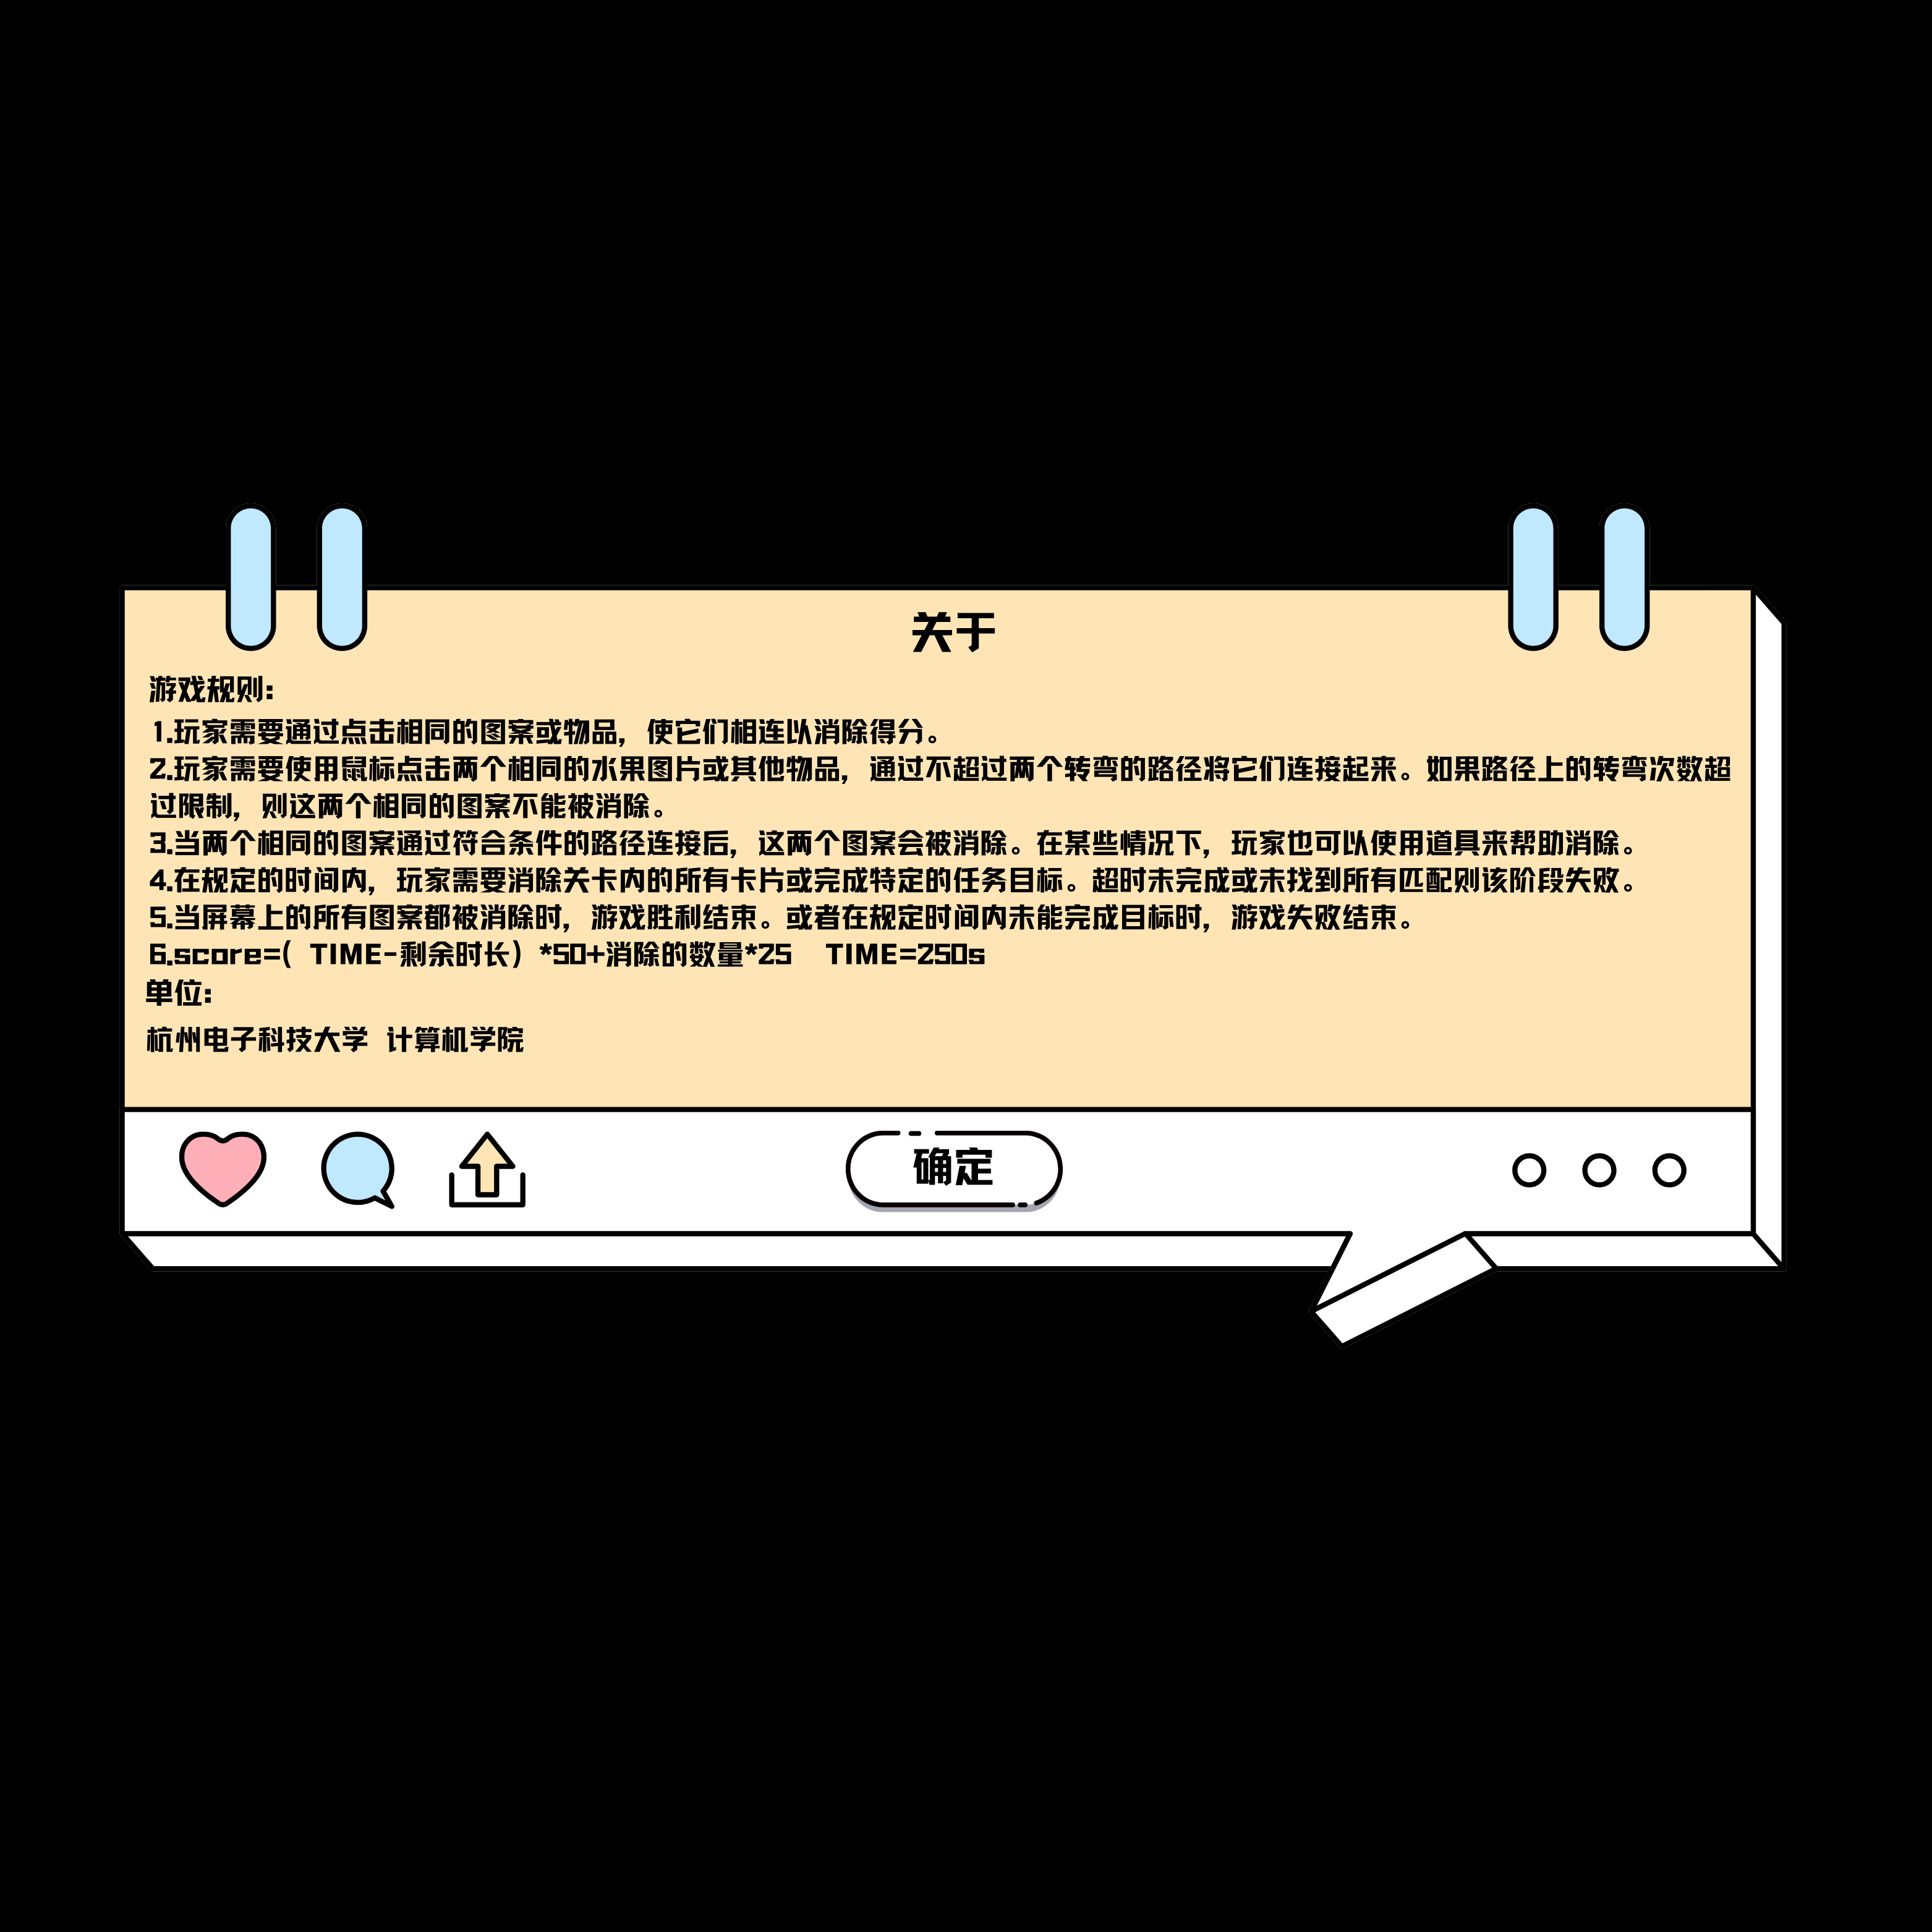 关于
游戏规则:
1.玩家需要通过点击相同的图案或物品，使它们相连以消除得分。
2.玩家需要使用鼠标点击两个相同的水果图片或其他物品，通过不超过两个转弯的路径将它们连接起来。如果路径上的转弯次数超
过限制，则这两个相同的图案不能被消除。
3.当两个相同的图案通过符合条件的路径连接后，这两个图案会被消除。在某些情况下，玩家也可以使用道具来帮助消除。
4.在规定的时间内，玩家需要消除关卡内的所有卡片或完成特定的任务目标。超时未完成或未找到所有匹配则该阶段失败。
5.当屏幕上的所有图案都被消除时，游戏胜利结束。或者在规定时间内未能完成目标时，游戏失败结束。
6.score=( TIME-剩余时长）*50+消除的数量*25 TIME=250s
单位:
杭州电子科技大学 计算机学院
确定